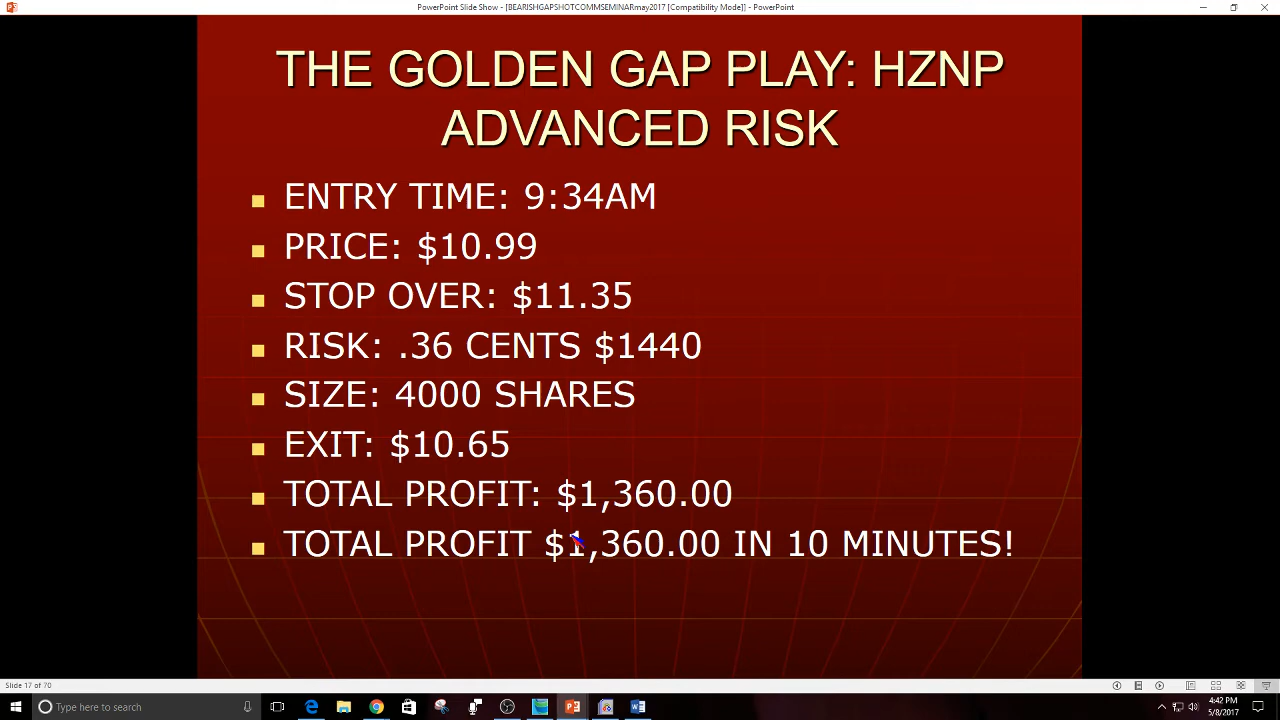 PowerPoint Slide Show - [BEARISHGAPSHOTCOMMSEMINARmay2017 [Compatibility Mode]] - PowerPoint
THE GOLDEN GAP PLAY: HZNP
ADVANCED RISK
ENTRY TIME: 9:34AM
PRICE: $10.99
STOP OVER: $11.35
RISK: .36 CENTS $1440
SIZE: 4000 SHARES
EXIT: $10.65
TOTAL PROFIT: $1,360.00
TOTAL PROFIT $1,360.00 IN 10 MINUTES!
Slide 17 of 70
Type here to search
4:42 PM
5/8/2017